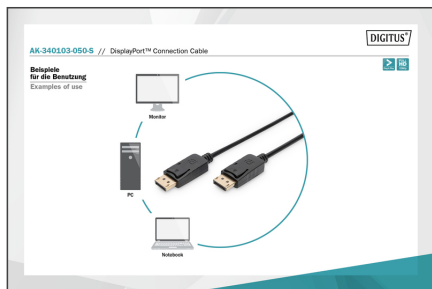 DIGITUS®
AK-340103-050-S // DisplayPort™ Connection Cable
Beispiele
für die Benutzung
Examples of use
Monitor
PC
Notebook